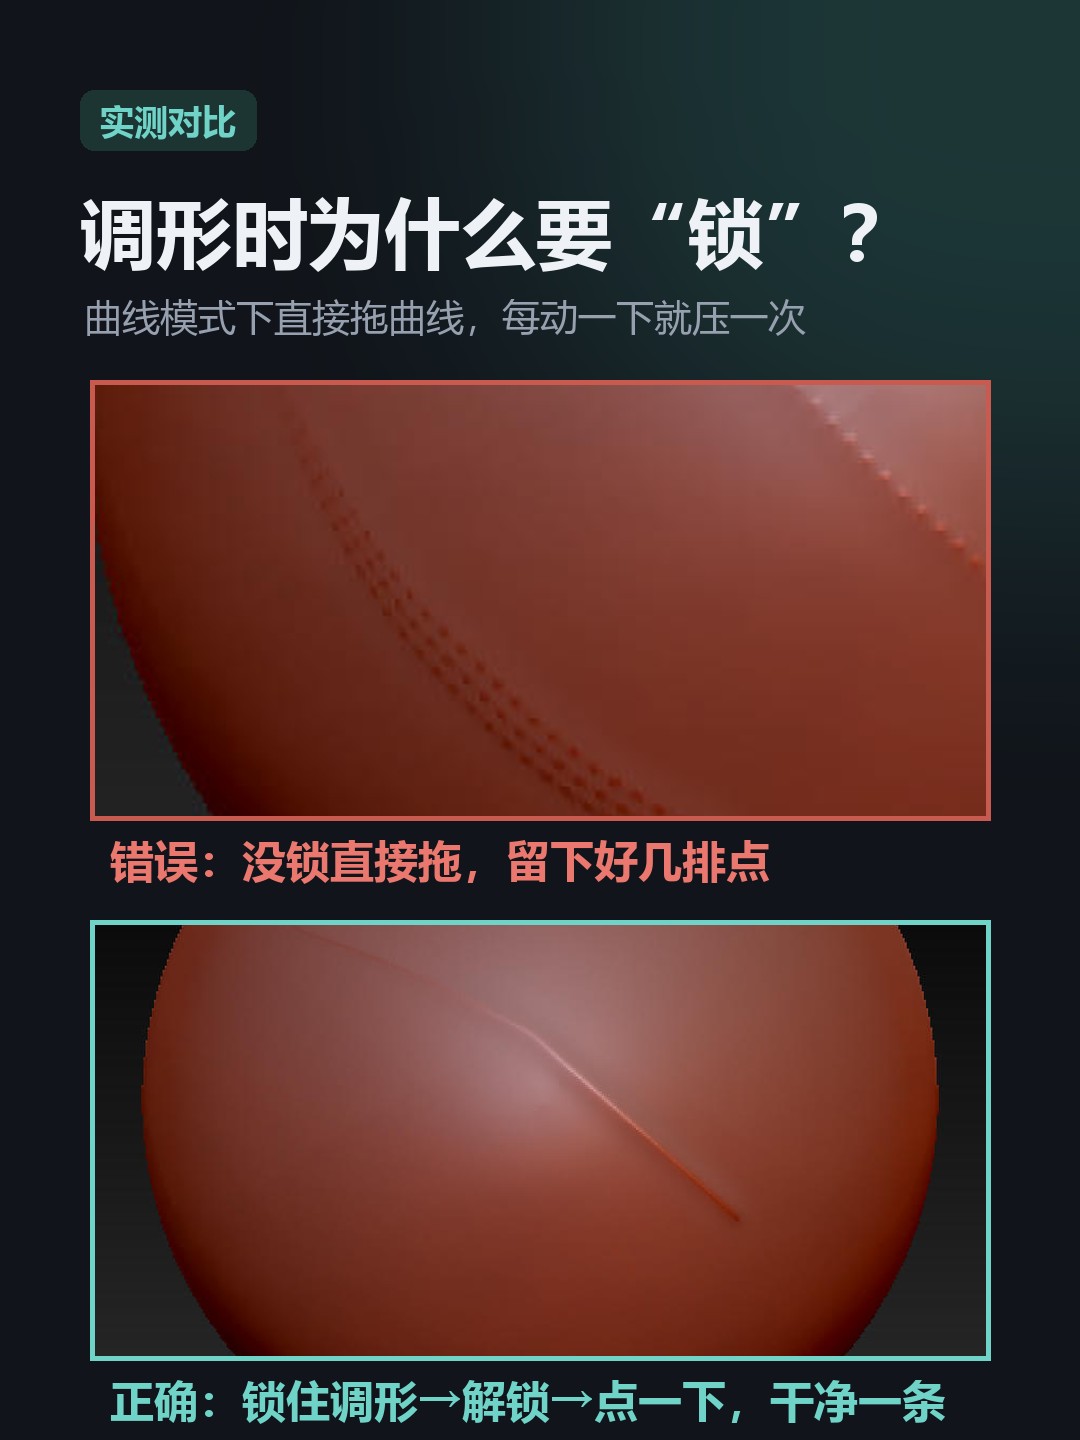 实测对比
调形时为什么要“锁”？
曲线模式下直接拖曲线，每动一下就压一次
错误：没锁直接拖，留下好几排点
正确：锁住调形→解锁→点一下，干净一条